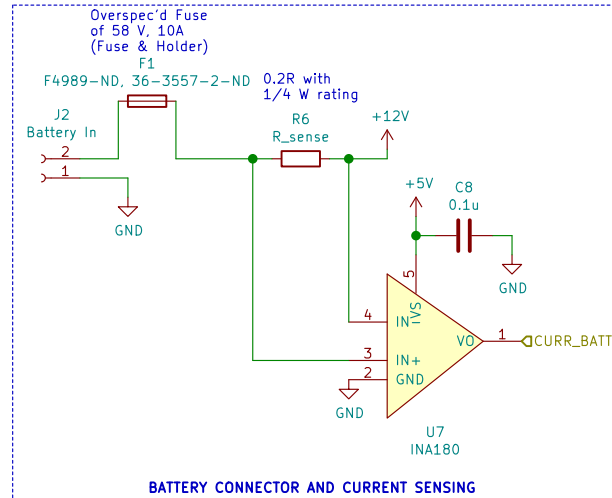 Overspec'd Fuse
of 58 V, 10A
(Fuse & Holder)
F1
F4989-ND, 36-3557-2-ND
0.2R with
1/4 W rating
J2
Battery In
2
1
GND
R6
R_sense
+12V
+5V
C8
0.1u
GND
5
VS
4
IN-
3
IN+
2
GND
GND
VO
1
CURR_BATT
U7
INA180
BATTERY CONNECTOR AND CURRENT SENSING